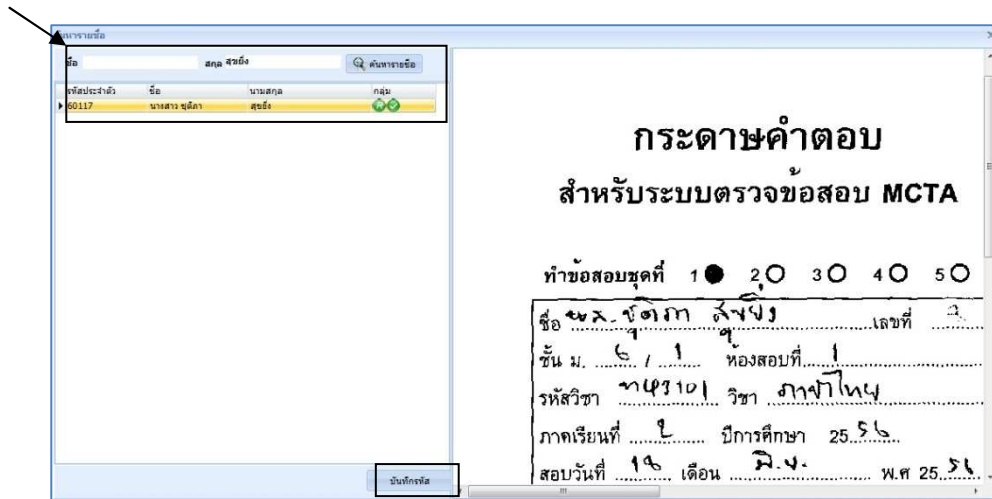 ค้นหารายชื่อ
ชื่อ สกุล สุขยิ่ง ค้นหารายชื่อ
รหัสประจำตัว ชื่อ นามสกุล กลุ่ม
60117 นางสาว ชุติภา สุขยิ่ง
บันทึกรหัส
กระดาษคำตอบ
สำหรับระบบตรวจข้อสอบ MCTA
ทำข้อสอบชุดที่ 1 2 3 4 5
ชื่อ น.ส. ชุติภา สุขยิ่ง เลขที่
ชั้น ม. 6 / 1 ห้องสอบที่ 1
รหัสวิชา ท43101 วิชา ภาษาไทย
ภาคเรียนที่ 2 ปีการศึกษา 2556
สอบวันที่ เดือน มิ.ย. พ.ศ 2556